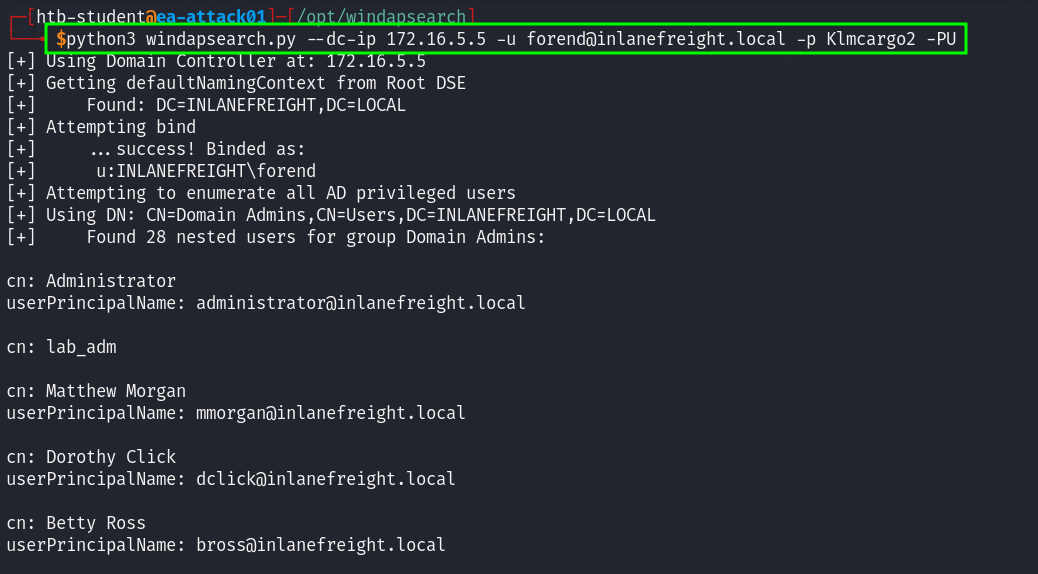 ┌─[htb-student@ea-attack01]─[/opt/windapsearch]
└──╼ $python3 windapsearch.py --dc-ip 172.16.5.5 -u forend@inlanefreight.local -p Klmcargo2 -PU
[+] Using Domain Controller at: 172.16.5.5
[+] Getting defaultNamingContext from Root DSE
[+]     Found: DC=INLANEFREIGHT,DC=LOCAL
[+] Attempting bind
[+]     ...success! Binded as:
[+]      u:INLANEFREIGHT\forend
[+] Attempting to enumerate all AD privileged users
[+] Using DN: CN=Domain Admins,CN=Users,DC=INLANEFREIGHT,DC=LOCAL
[+]     Found 28 nested users for group Domain Admins:
cn: Administrator
userPrincipalName: administrator@inlanefreight.local
cn: lab_adm
cn: Matthew Morgan
userPrincipalName: mmorgan@inlanefreight.local
cn: Dorothy Click
userPrincipalName: dclick@inlanefreight.local
cn: Betty Ross
userPrincipalName: bross@inlanefreight.local